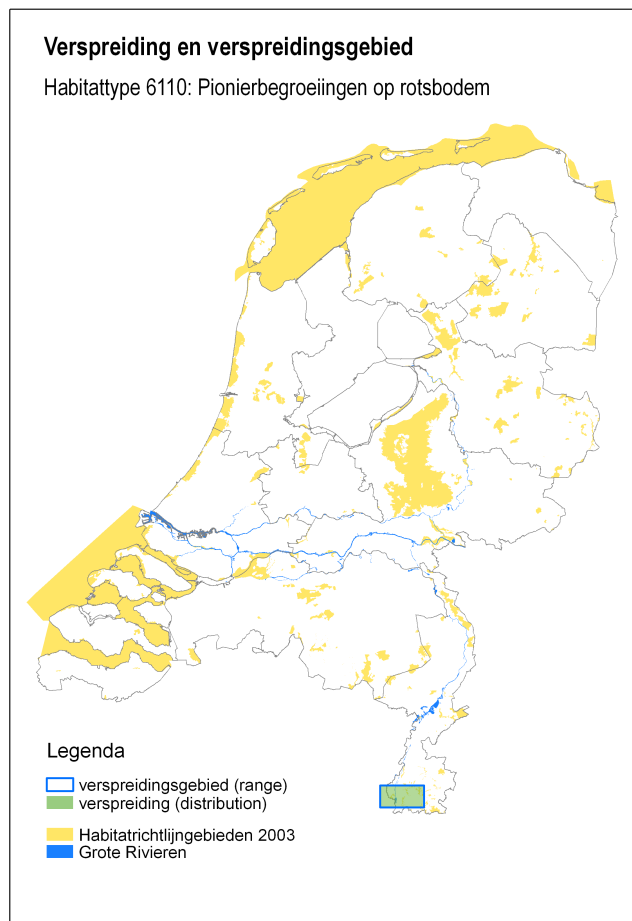 Verspreiding en verspreidingsgebied
Habitattype 6110: Pionierbegroeiingen op rotsbodem
Legenda
verspreidingsgebied (range)
verspreiding (distribution)
Habitatrichtlijngebieden 2003
Grote Rivieren